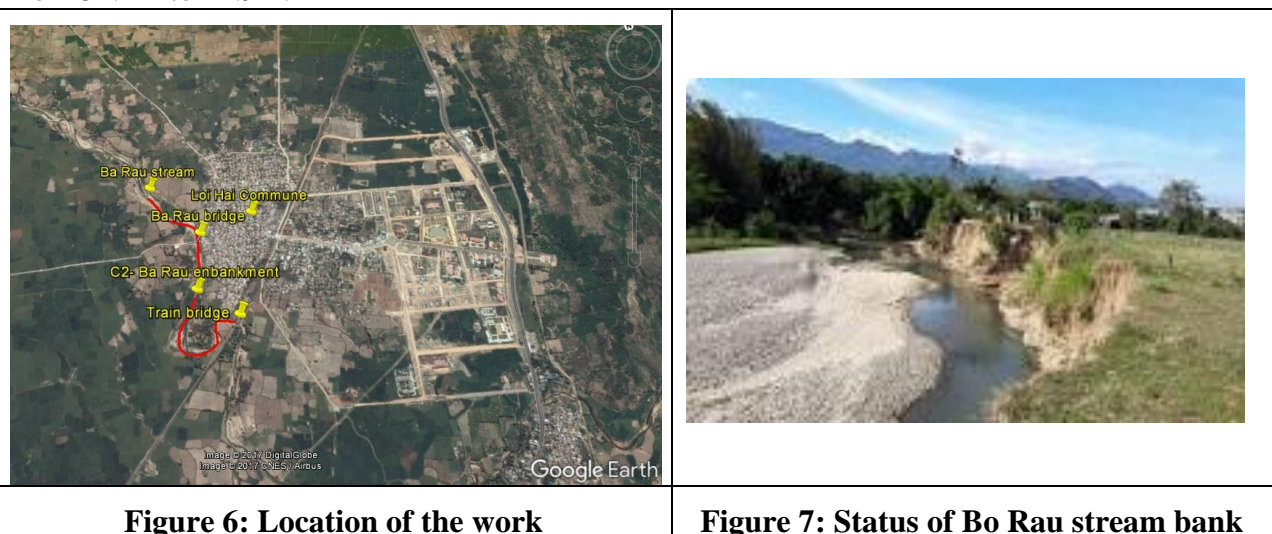 Ba Rau stream
Loi Hai Commune
Ba Rau bridge
C2- Ba Rau enbankment
Train bridge
Image © 2017 DigitalGlobe
Image © 2017 CNES / Airbus
Google Earth
Figure 6: Location of the work
Figure 7: Status of Bo Rau stream bank